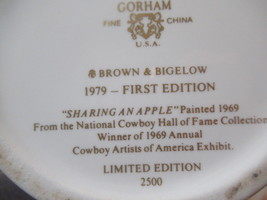 GORHAM
FINE CHINA
U.S.A.
BROWN & BIGELOW
1979 - FIRST EDITION
"SHARING AN APPLE" Painted 1969
From the National Cowboy Hall of Fame Collection
Winner of 1969 Annual
Cowboy Artists of America Exhibit.
LIMITED EDITION
2500